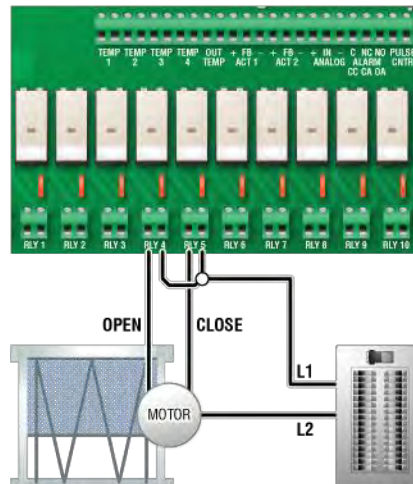 TEMP TEMP TEMP TEMP OUT + FB - + FB - + IN - C NC NO PULSE
1 2 3 4 TEMP ACT 1 ACT 2 ANALOG ALARM CNTR
CC CA OA
RLY 1 RLY 2 RLY 3 RLY 4 RLY 5 RLY 6 RLY 7 RLY 8 RLY 9 RLY 10
OPEN CLOSE
L1
MOTOR
L2